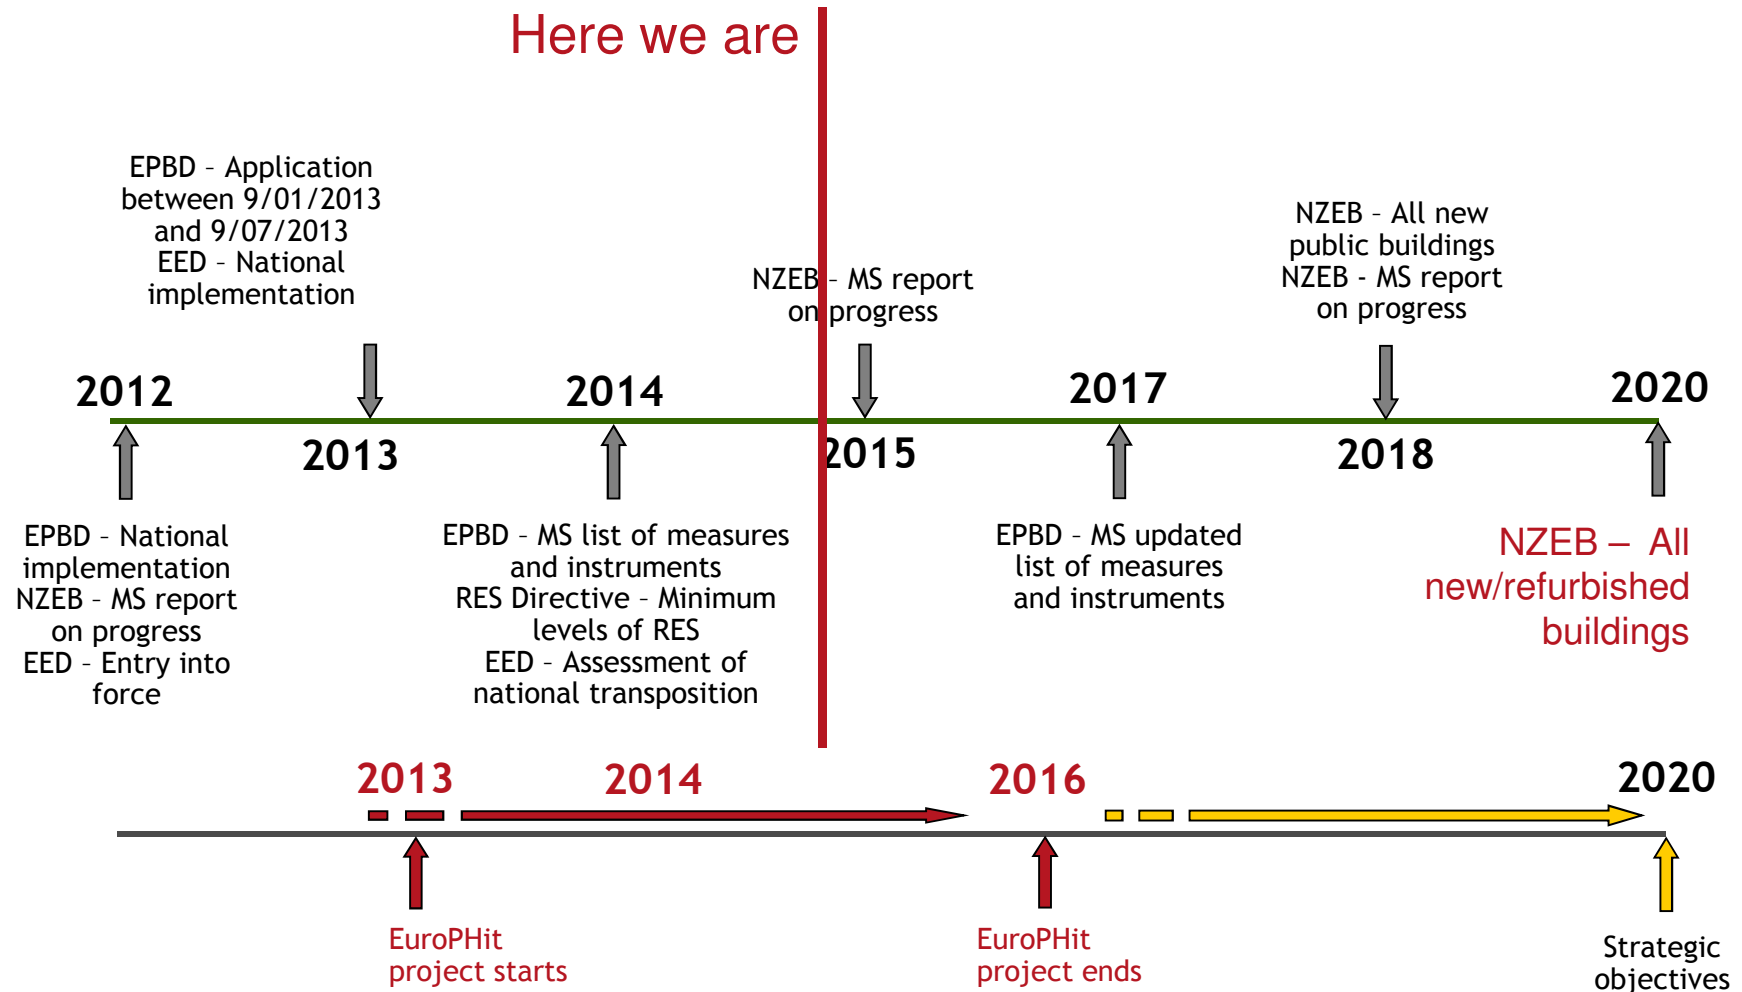 Here we are
EPBD – Application
between 9/01/2013
and 9/07/2013
EED – National
implementation
NZEB – MS report
on progress
NZEB – All new
public buildings
NZEB - MS report
on progress
2012
2014
2017
2020
2013
2015
2018
EPBD – National
implementation
NZEB – MS report
on progress
EED – Entry into
force
EPBD – MS list of measures
and instruments
RES Directive – Minimum
levels of RES
EED – Assessment of
national transposition
EPBD – MS updated
list of measures
and instruments
NZEB – All
new/refurbished
buildings
2013
2014
2016
2020
EuroPHit
project starts
EuroPHit
project ends
Strategic
objectives